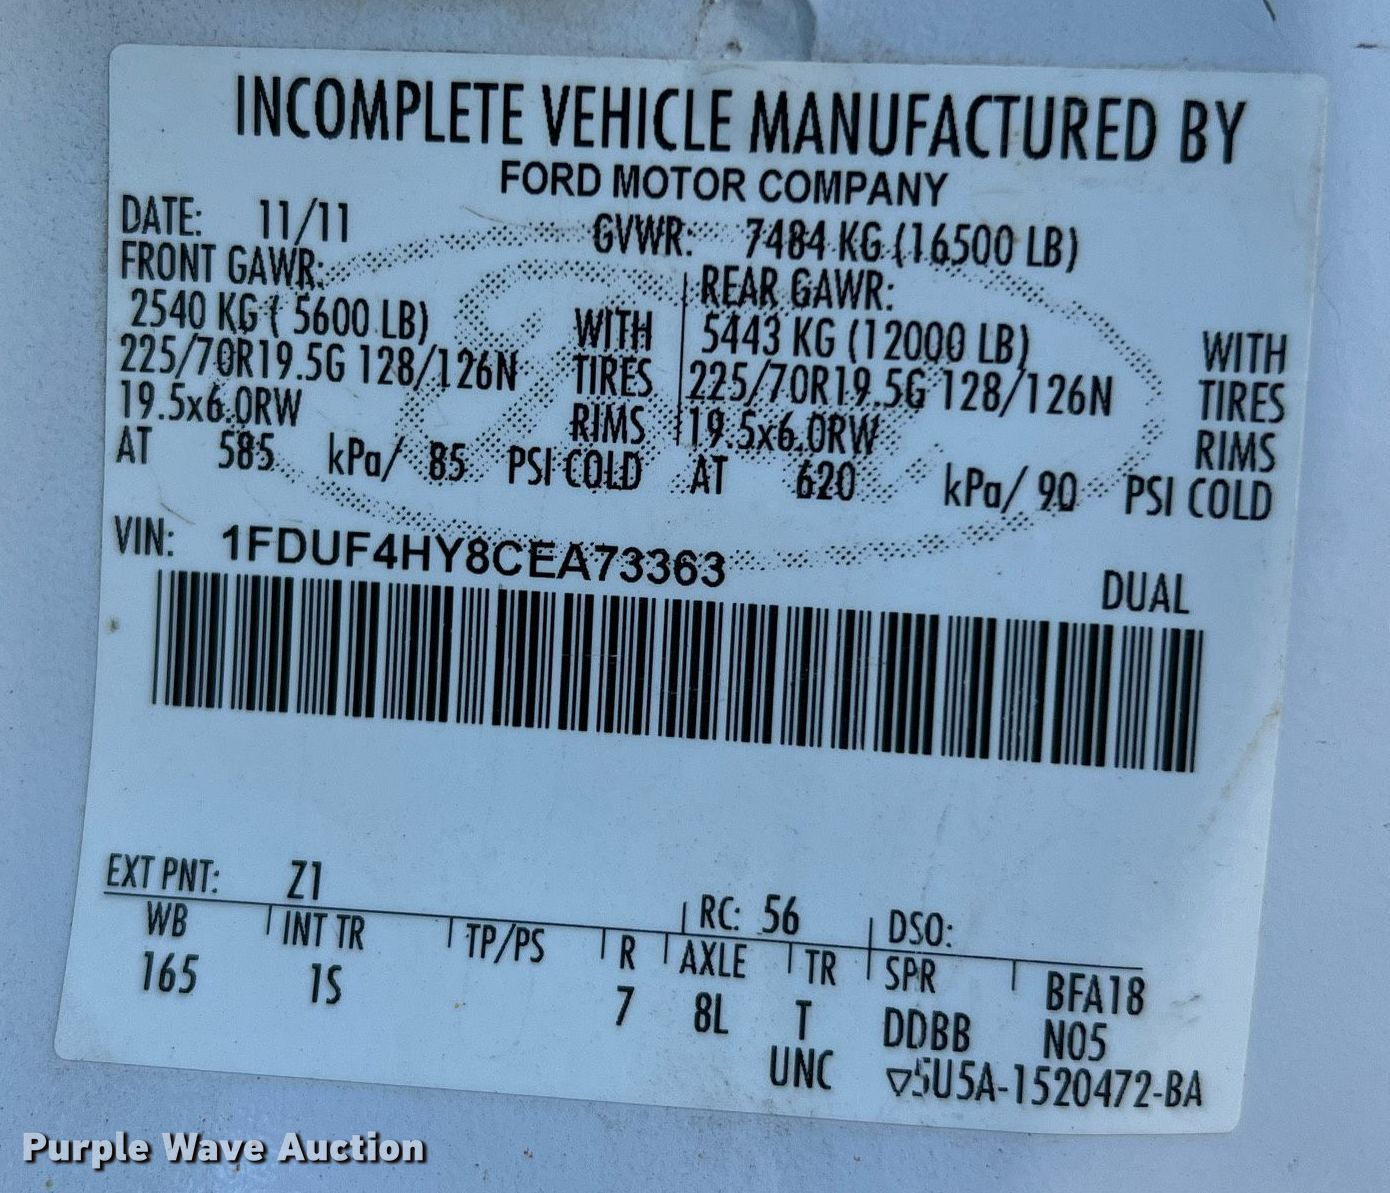 INCOMPLETE VEHICLE MANUFACTURED BY
FORD MOTOR COMPANY
DATE: 11/11 GVWR: 7484 KG (16500 LB)
FRONT GAWR: REAR GAWR:
2540 KG ( 5600 LB) WITH 5443 KG (12000 LB) WITH
225/70R19.5G 128/126N TIRES 225/70R19.5G 128/126N TIRES
19.5x6.0RW RIMS 19.5x6.0RW RIMS
AT 585 kPa/ 85 PSI COLD AT 620 kPa/ 90 PSI COLD
VIN: 1FDUF4HY8CEA73363
DUAL
EXT PNT: Z1 RC: 56 DSO:
WB INT TR TP/PS R AXLE TR SPR BFA18
165 1S 7 8L T DDBB N05
UNC ▽5U5A-1520472-BA
Purple Wave Auction